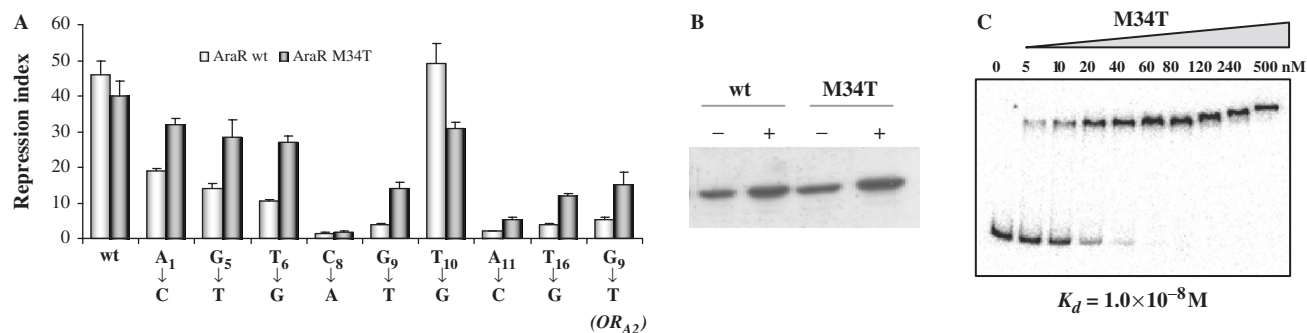 A
Repression index
60
50
40
30
20
10
0
AraR wt AraR M34T
wt A₁ G₅ T₆ C₈ G₉ T₁₀ A₁₁ T₁₆ G₉
↓ ↓ ↓ ↓ ↓ ↓ ↓ ↓ ↓
C T G A T G C G T
(OR_A2)
B
wt M34T
– + – +
C
M34T
0 5 10 20 40 60 80 120 240 500 nM
K_d = 1.0×10⁻⁸ M